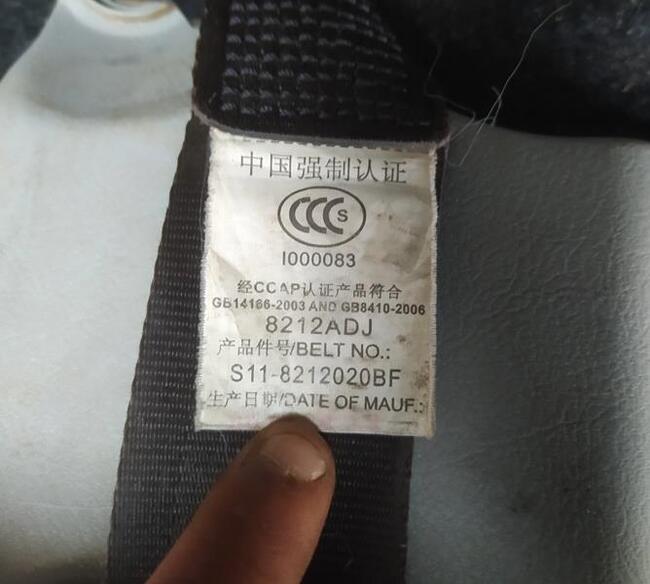 中国强制认证
CCC S
I000083
经CCAP认证产品符合
GB14166-2003 AND GB8410-2006
8212ADJ
产品件号/BELT NO.:
S11-8212020BF
生产日期/DATE OF MAUF.: